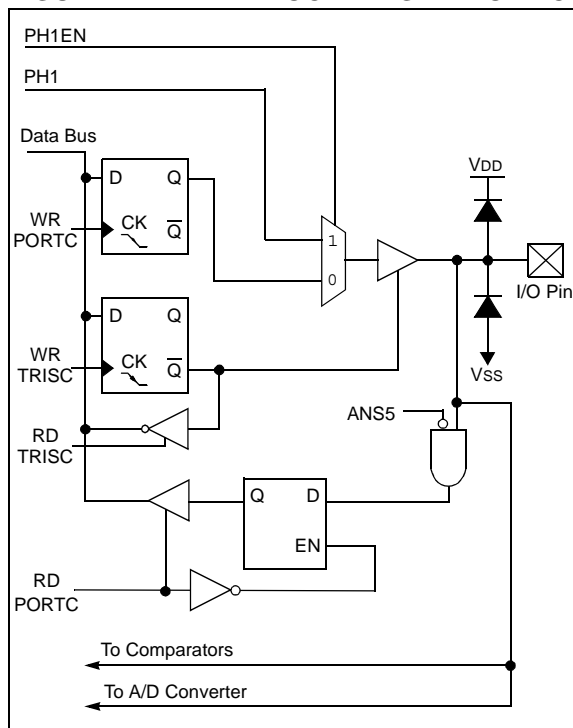 PH1EN
PH1
Data Bus
D Q
CK Q
WR
PORTC
D Q
CK Q
WR
TRISC
RD
TRISC
1
0
VDD
I/O Pin
VSS
ANS5
Q D
EN
RD
PORTC
To Comparators
To A/D Converter